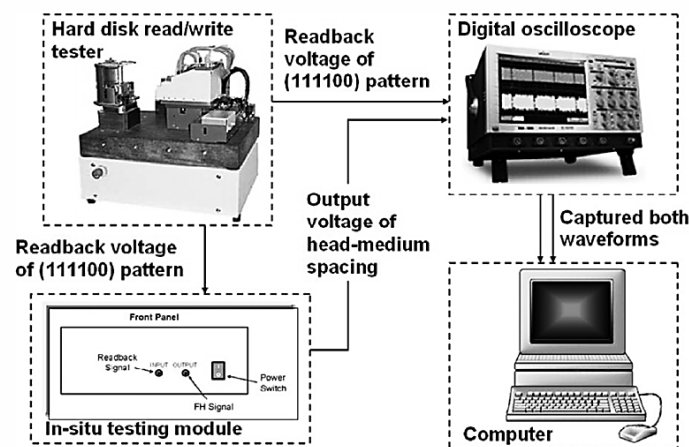 Hard disk read/write
tester
Readback
voltage of
(111100) pattern
Digital oscilloscope
Output
voltage of
head-medium
spacing
Captured both
waveforms
Readback voltage
of (111100) pattern
Front Panel
Readback
Signal
INPUT OUTPUT
Power
Switch
FH Signal
In-situ testing module
Computer